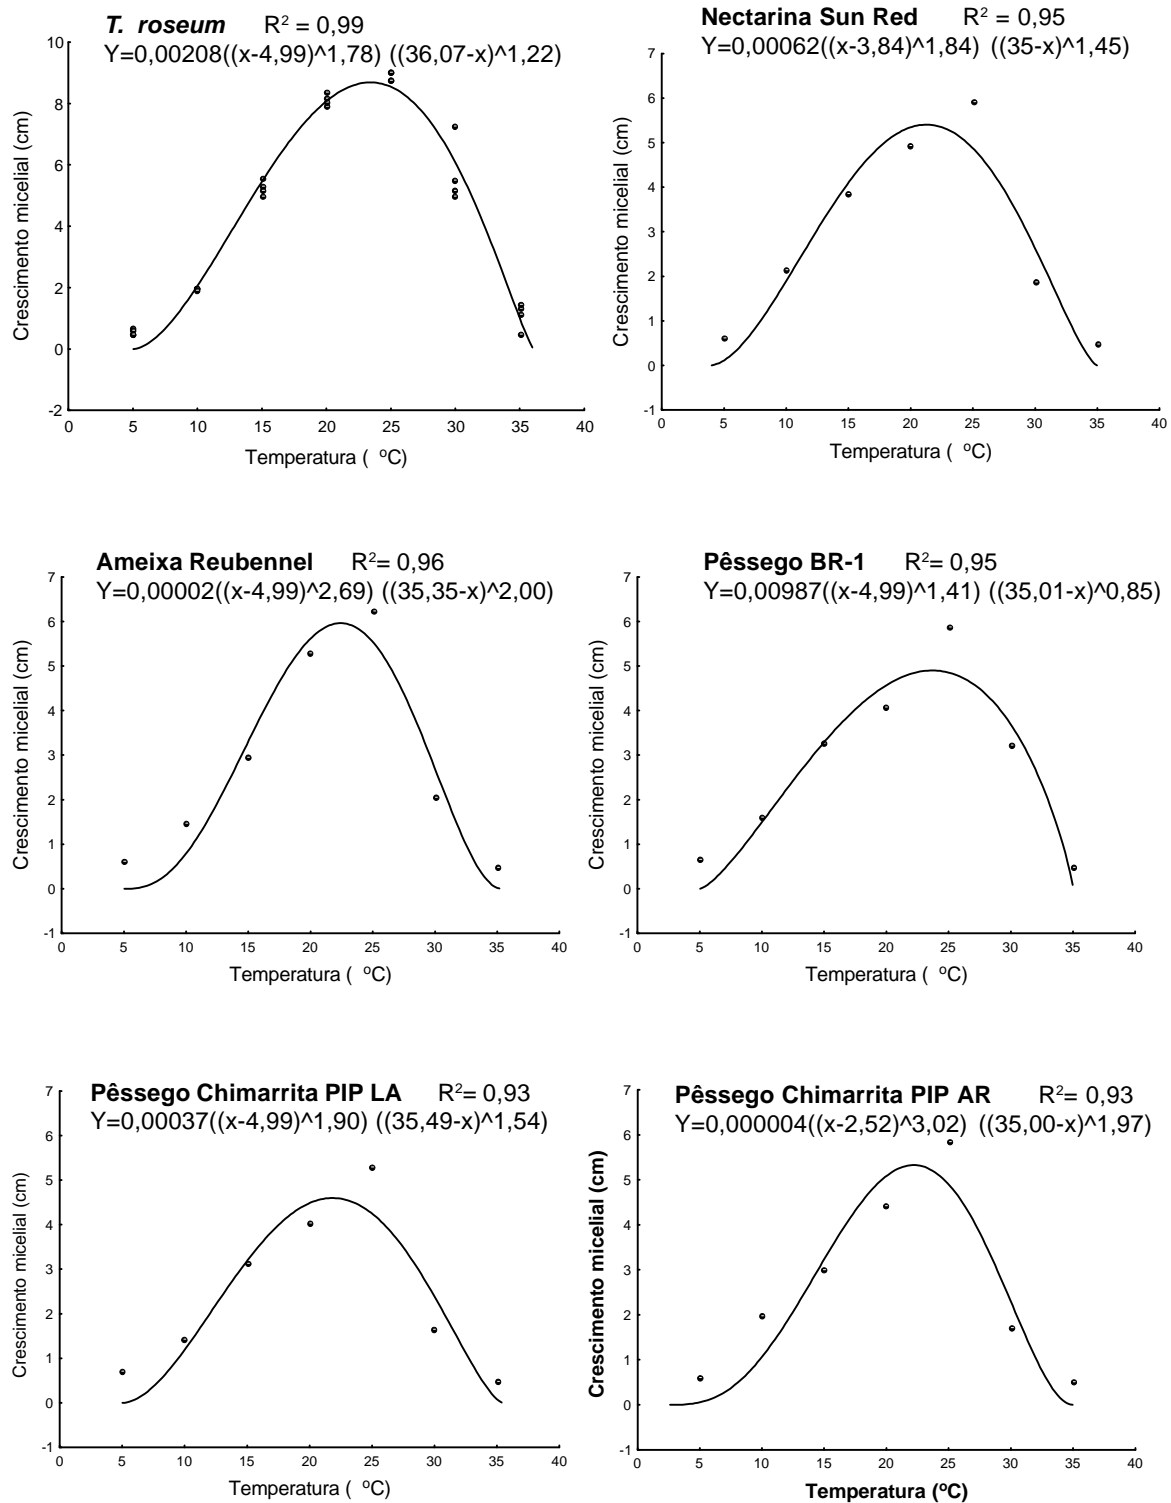 T. roseum R² = 0,99
Y=0,00208((x-4,99)^1,78) ((36,07-x)^1,22)
10
8
6
4
2
0
-2
Crescimento micelial (cm)
0 5 10 15 20 25 30 35 40
Temperatura ( ºC)
Nectarina Sun Red R² = 0,95
Y=0,00062((x-3,84)^1,84) ((35-x)^1,45)
7
6
5
4
3
2
1
0
-1
Crescimento micelial (cm)
0 5 10 15 20 25 30 35 40
Temperatura ( ºC)
Ameixa Reubennel R²= 0,96
Y=0,00002((x-4,99)^2,69) ((35,35-x)^2,00)
7
6
5
4
3
2
1
0
-1
Crescimento micelial (cm)
0 5 10 15 20 25 30 35 40
Temperatura ( ºC)
Pêssego BR-1 R²= 0,95
Y=0,00987((x-4,99)^1,41) ((35,01-x)^0,85)
7
6
5
4
3
2
1
0
-1
Crescimento micelial (cm)
0 5 10 15 20 25 30 35 40
Temperatura ( ºC)
Pêssego Chimarrita PIP LA R²= 0,93
Y=0,00037((x-4,99)^1,90) ((35,49-x)^1,54)
7
6
5
4
3
2
1
0
-1
Crescimento micelial (cm)
0 5 10 15 20 25 30 35 40
Temperatura ( ºC)
Pêssego Chimarrita PIP AR R²= 0,93
Y=0,000004((x-2,52)^3,02) ((35,00-x)^1,97)
7
6
5
4
3
2
1
0
-1
Crescimento micelial (cm)
0 5 10 15 20 25 30 35 40
Temperatura (ºC)